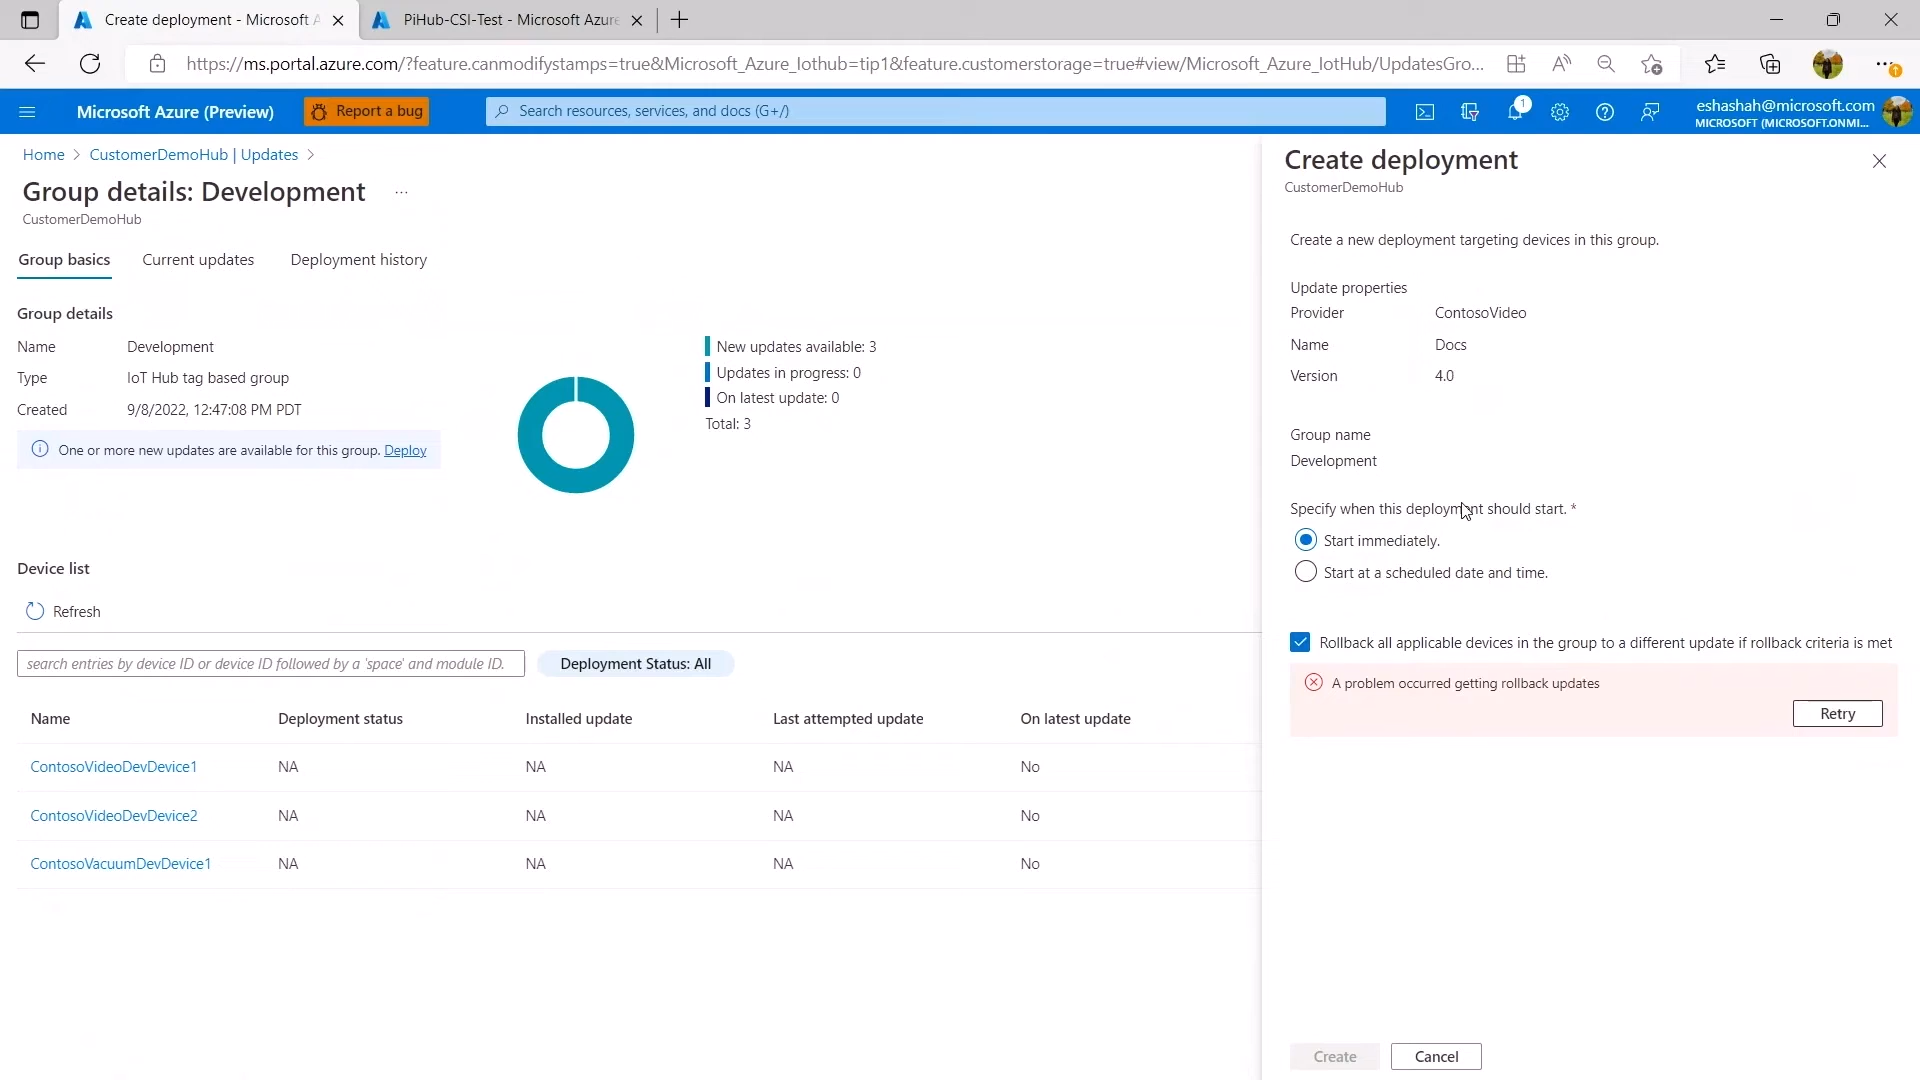 Create deployment - Microsoft A
PiHub-CSI-Test - Microsoft Azure
https://ms.portal.azure.com/?feature.canmodifystamps=true&Microsoft_Azure_Iothub=tip1&feature.customerstorage=true#view/Microsoft_Azure_IotHub/UpdatesGro...
Microsoft Azure (Preview)
Report a bug
Search resources, services, and docs (G+/)
1
eshashah@microsoft.com
MICROSOFT (MICROSOFT.ONMI...
Home > CustomerDemoHub | Updates >
Group details: Development ...
CustomerDemoHub
Group basics
Current updates
Deployment history
Group details
Name Development
Type IoT Hub tag based group
Created 9/8/2022, 12:47:08 PM PDT
One or more new updates are available for this group. Deploy
New updates available: 3
Updates in progress: 0
On latest update: 0
Total: 3
Device list
Refresh
search entries by device ID or device ID followed by a 'space' and module ID.
Deployment Status: All
Name Deployment status Installed update Last attempted update On latest update
ContosoVideoDevDevice1 NA NA NA No
ContosoVideoDevDevice2 NA NA NA No
ContosoVacuumDevDevice1 NA NA NA No
Create deployment
CustomerDemoHub
Create a new deployment targeting devices in this group.
Update properties
Provider ContosoVideo
Name Docs
Version 4.0
Group name
Development
Specify when this deployment should start. *
Start immediately.
Start at a scheduled date and time.
Rollback all applicable devices in the group to a different update if rollback criteria is met
A problem occurred getting rollback updates
Retry
Create
Cancel